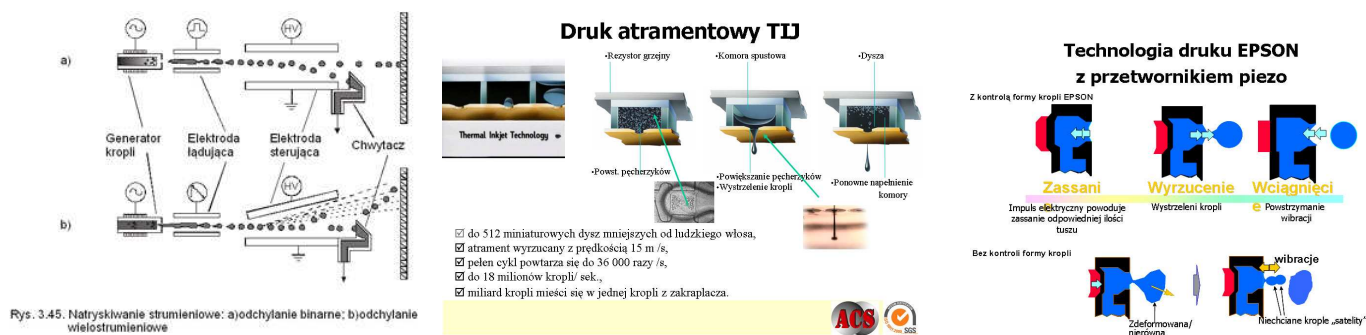 a)
HV
Generator
kropli
Elektroda
łądująca
Elektroda
sterująca
Chwytacz
HV
b)
Rys. 3.45. Natryskiwanie strumieniowe: a)odchylanie binarne; b)odchylanie
wielostrumieniowe
Druk atramentowy TIJ
•Rezystor grzejny
•Komora spustowa
•Dysza
Thermal Inkjet Technology
•Powst. pęcherzyków
•Powiększanie pęcherzyków
•Wystrzelenie kropli
•Ponowne napełnienie
komory
do 512 miniaturowych dysz mniejszych od ludzkiego włosa,
atrament wyrzucany z prędkością 15 m /s,
pełen cykl powtarza się do 36 000 razy /s,
do 18 milionów kropli/ sek.,
miliard kropli mieści się w jednej kropli z zakraplacza.
ACS
SGS
Technologia druku EPSON
z przetwornikiem piezo
Z kontrolą formy kropli EPSON
Zassani
e
Wyrzucenie
Wciągnięci
e
Impuls elektryczny powoduje
zassanie odpowiedniej ilości
tuszu
Wystrzeleni kropli
Powstrzymanie
wibracji
Bez kontroli formy kropli
wibracje
Zdeformowana/
nierówna
Niechciane krople „satelity”